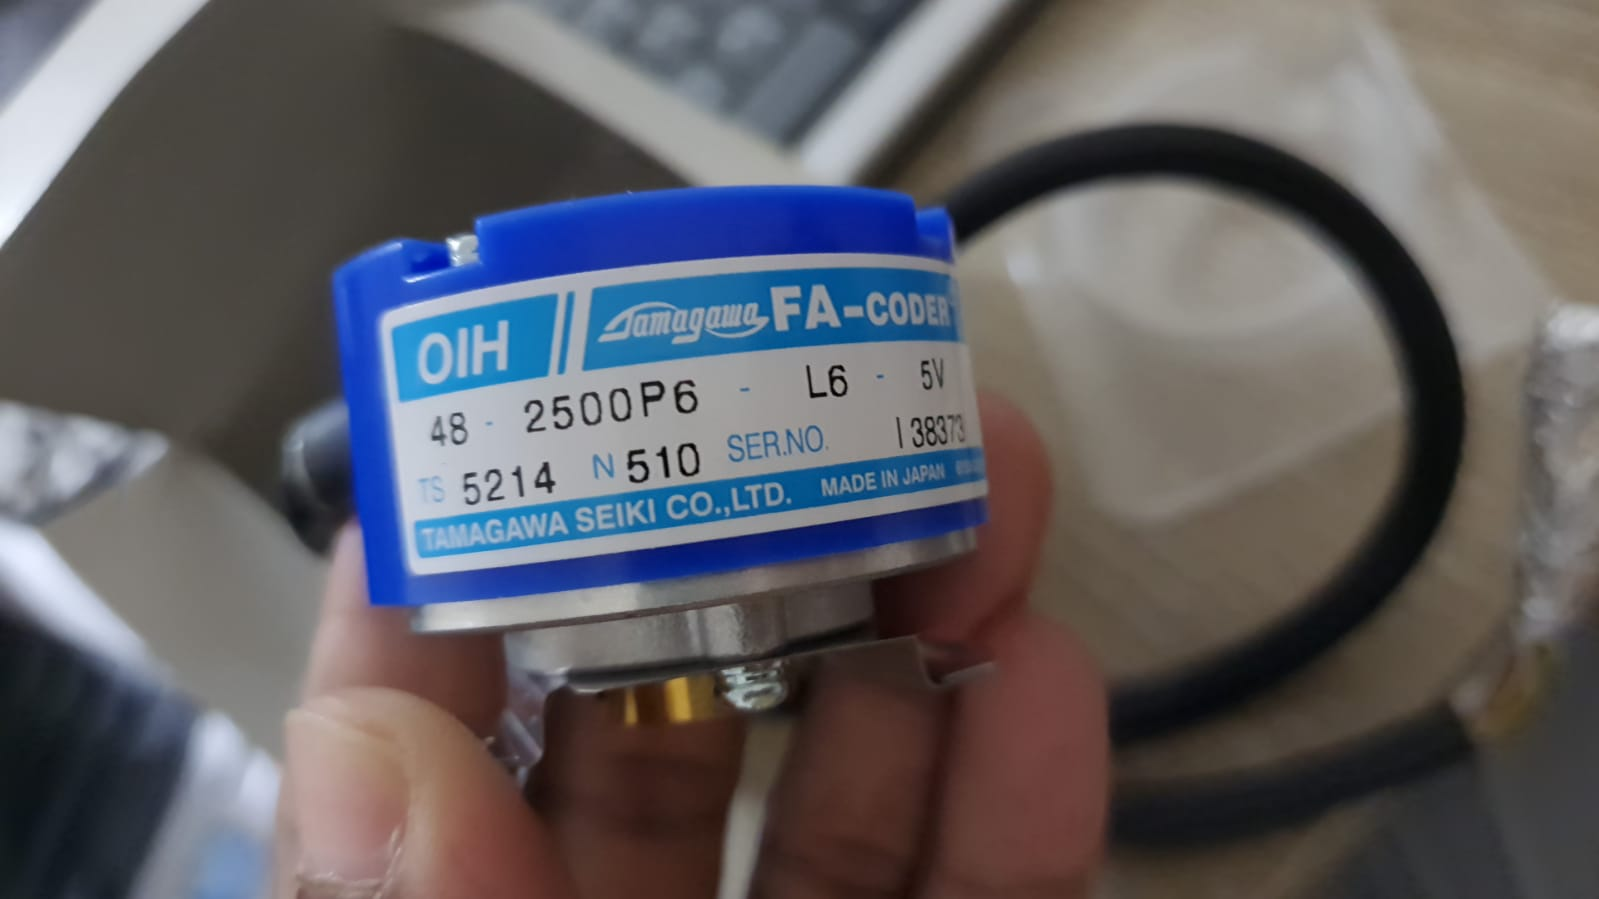 OIH Tamagawa FA-CODER
48 - 2500P6 - L6 - 5V
TS 5214 N 510 SER.NO. I 38373
TAMAGAWA SEIKI CO.,LTD. MADE IN JAPAN